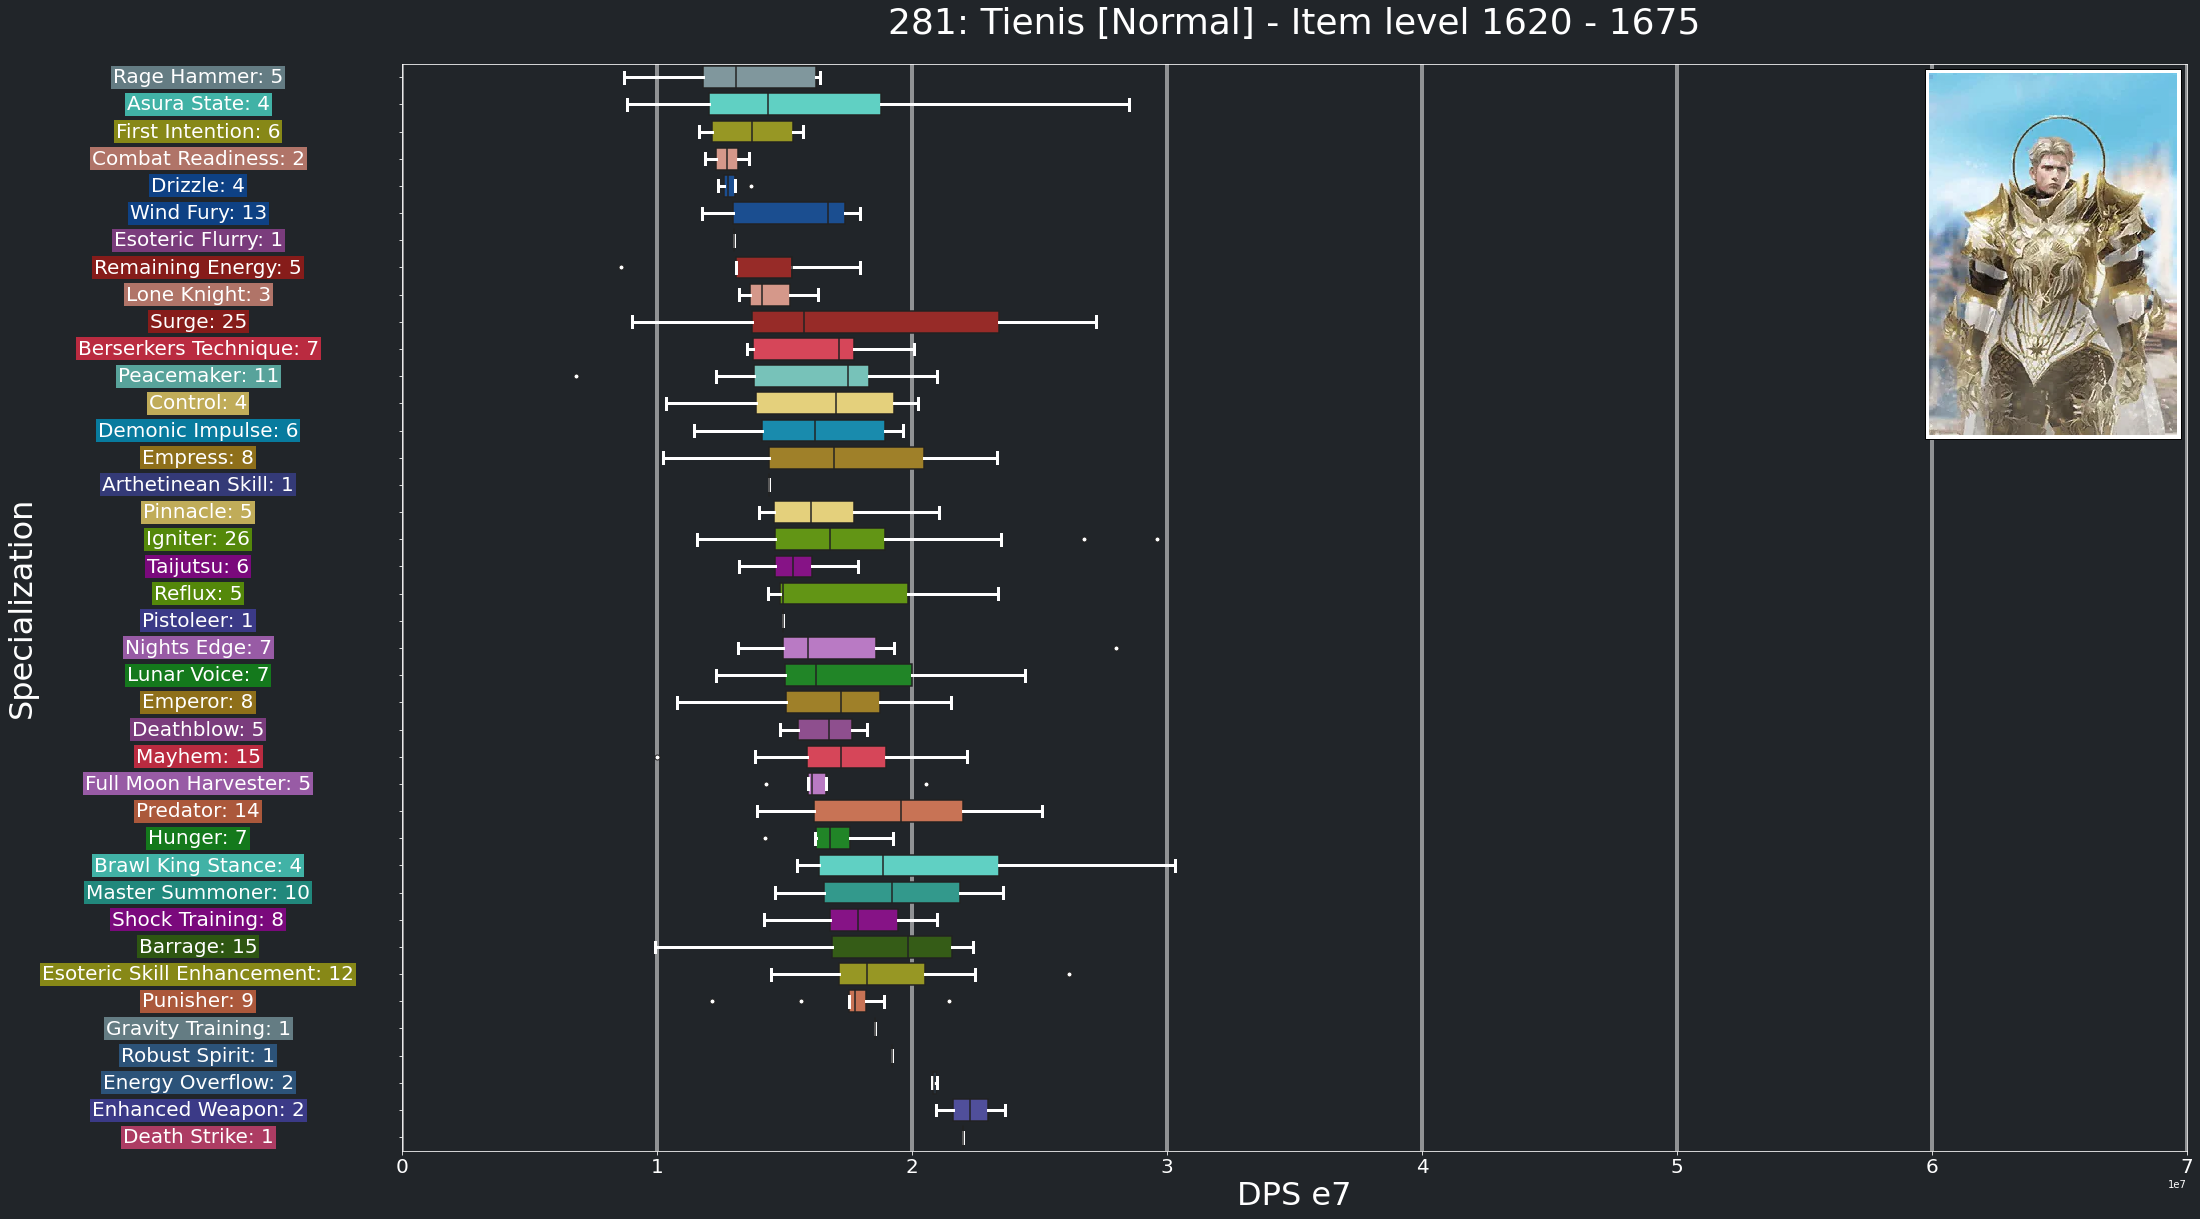 281: Tienis [Normal] - Item level 1620 - 1675
Rage Hammer: 5
Asura State: 4
First Intention: 6
Combat Readiness: 2
Drizzle: 4
Wind Fury: 13
Esoteric Flurry: 1
Remaining Energy: 5
Lone Knight: 3
Surge: 25
Berserkers Technique: 7
Peacemaker: 11
Control: 4
Demonic Impulse: 6
Empress: 8
Arthetinean Skill: 1
Pinnacle: 5
Igniter: 26
Taijutsu: 6
Reflux: 5
Pistoleer: 1
Nights Edge: 7
Lunar Voice: 7
Emperor: 8
Deathblow: 5
Mayhem: 15
Full Moon Harvester: 5
Predator: 14
Hunger: 7
Brawl King Stance: 4
Master Summoner: 10
Shock Training: 8
Barrage: 15
Esoteric Skill Enhancement: 12
Punisher: 9
Gravity Training: 1
Robust Spirit: 1
Energy Overflow: 2
Enhanced Weapon: 2
Death Strike: 1
Specialization
0 1 2 3 4 5 6 7
1e7
DPS e7